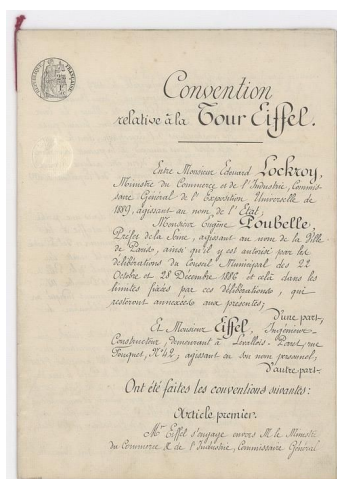 Convention
relative à la Tour Eiffel.
Entre Monsieur Edouard Lockroy,
Ministre du Commerce et de l'Industrie, Commis-
saire Général de l'Exposition Universelle de
1889, agissant au nom de l'Etat,
Monsieur Eugène Poubelle,
Préfet de la Seine, agissant au nom de la Ville
de Paris, ainsi qu'il y est autorisé par les
délibérations du Conseil Municipal des 22
Octobre et 28 Décembre 1886 et celà dans les
limites fixées par ces délibérations, qui
resteront annexées aux présentes;
D'une part,
Et Monsieur Eiffel, Ingénieur-
Constructeur, demeurant à Levallois-Perret, rue
Fouquet, N° 42; agissant en son nom personnel,
D'autre part,
Ont été faites les conventions suivantes:
Article premier.
Mr Eiffel s'engage envers M. le Ministre
du Commerce & de l'Industrie, Commissaire Général